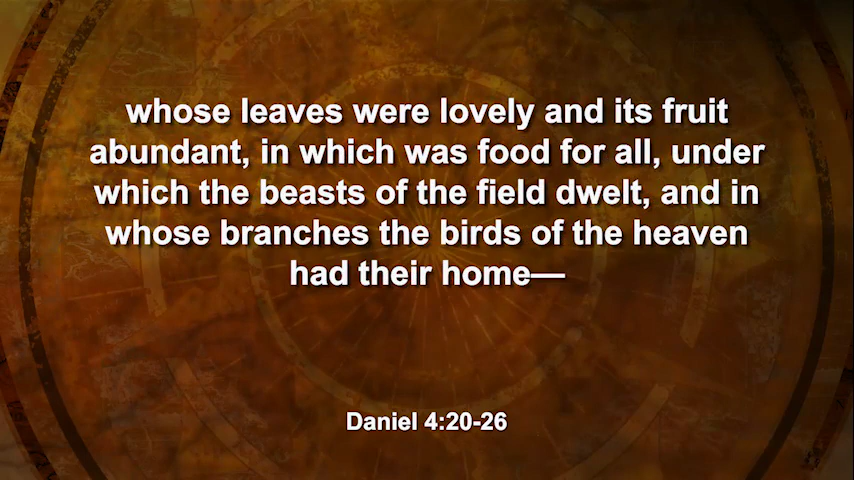 whose leaves were lovely and its fruit
abundant, in which was food for all, under
which the beasts of the field dwelt, and in
whose branches the birds of the heaven
had their home—
Daniel 4:20-26